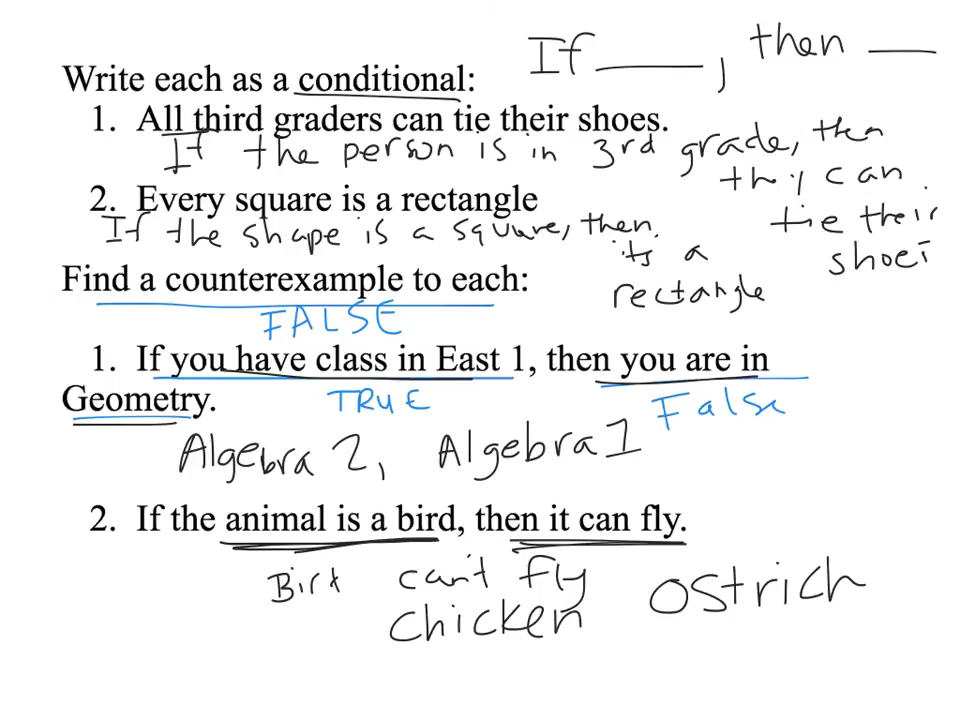 If ____, then ____
Write each as a conditional:
1. All third graders can tie their shoes.
If the person is in 3rd grade, then
they can
tie their
shoes
2. Every square is a rectangle
If the shape is a square, then
its a
rectangle
Find a counterexample to each:
FALSE
1. If you have class in East 1, then you are in
Geometry.
TRUE False
Algebra 2, Algebra 1
2. If the animal is a bird, then it can fly.
Bird can't fly
chicken ostrich